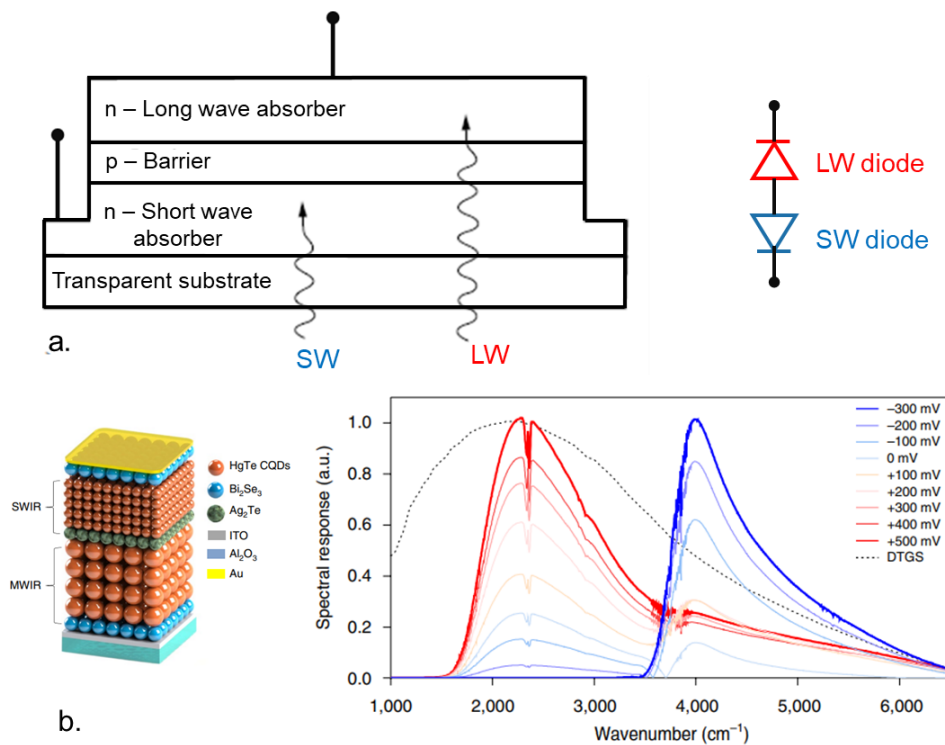 n – Long wave absorber
p – Barrier
n – Short wave
absorber
Transparent substrate
SW
LW
a.
LW diode
SW diode
SWIR
MWIR
HgTe CQDs
Bi₂Se₃
Ag₂Te
ITO
Al₂O₃
Au
b.
Spectral response (a.u.)
1.0
0.8
0.6
0.4
0.2
0
1,000
2,000
3,000
4,000
5,000
6,000
Wavenumber (cm⁻¹)
−300 mV
−200 mV
−100 mV
0 mV
+100 mV
+200 mV
+300 mV
+400 mV
+500 mV
DTGS